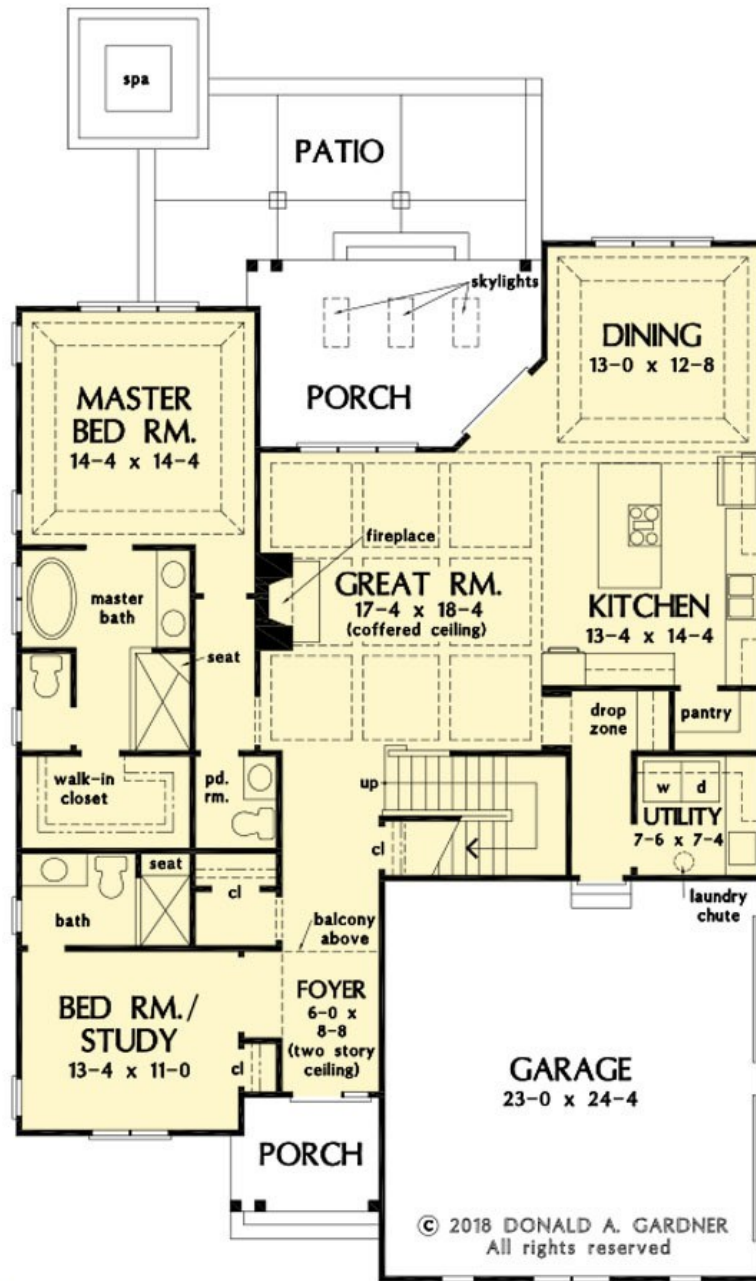 spa
PATIO
skylights
DINING
13-0 x 12-8
PORCH
MASTER
BED RM.
14-4 x 14-4
fireplace
GREAT RM.
17-4 x 18-4
(coffered ceiling)
KITCHEN
13-4 x 14-4
master
bath
seat
drop
zone
pantry
walk-in
closet
pd.
rm.
up
w d
UTILITY
7-6 x 7-4
cl
laundry
chute
seat
bath
cl
balcony
above
BED RM./
STUDY
13-4 x 11-0
cl
FOYER
6-0 x
8-8
(two story
ceiling)
GARAGE
23-0 x 24-4
PORCH
© 2018 DONALD A. GARDNER
All rights reserved